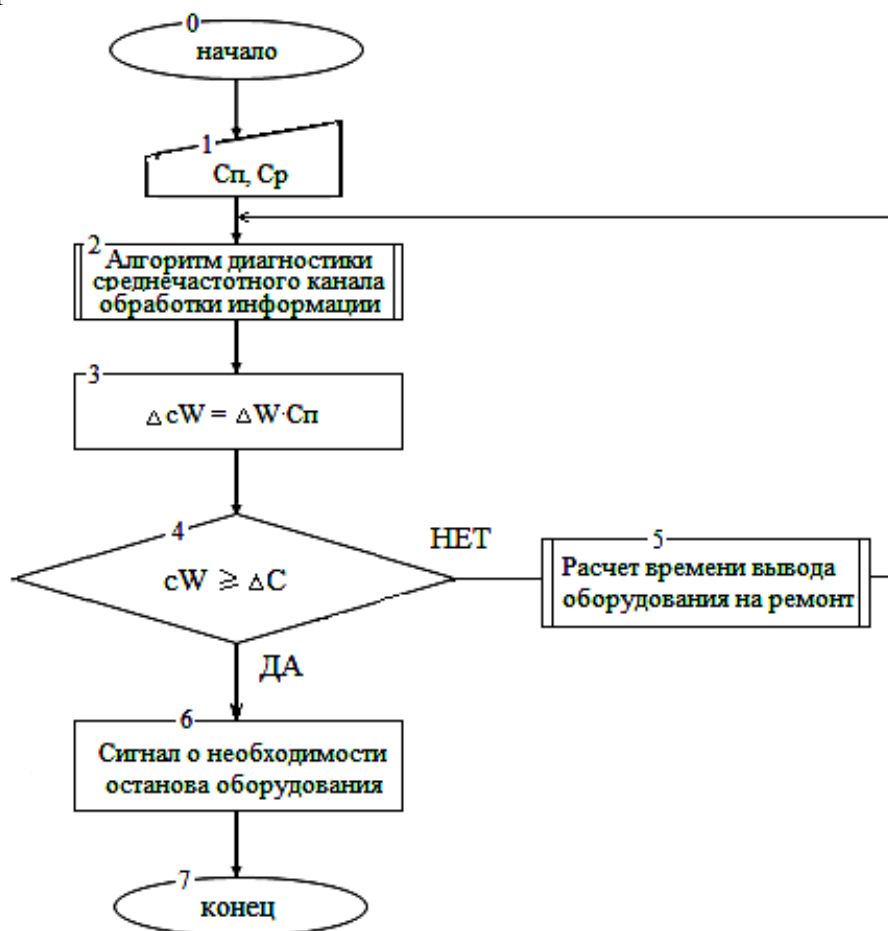 0
начало
1
Сп, Ср
2
Алгоритм диагностики
среднечастотного канала
обработки информации
3
△cW = △W·Сп
4
cW ≥ △C
НЕТ
5
Расчет времени вывода
оборудования на ремонт
ДА
6
Сигнал о необходимости
останова оборудования
7
конец